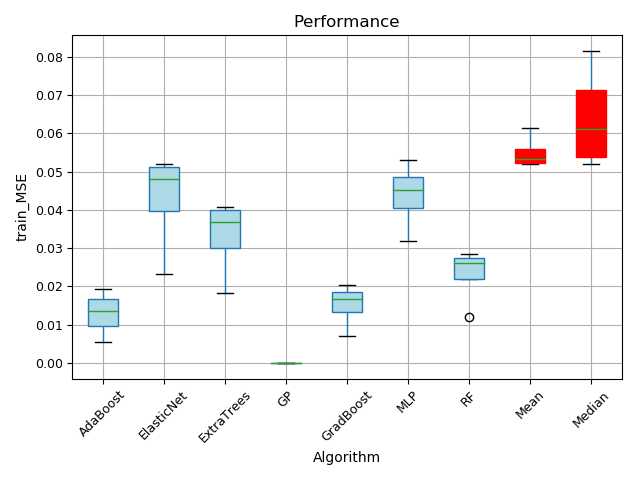 Performance
train_MSE
0.08
0.07
0.06
0.05
0.04
0.03
0.02
0.01
0.00
AdaBoost
ElasticNet
ExtraTrees
GP
GradBoost
MLP
RF
Mean
Median
Algorithm